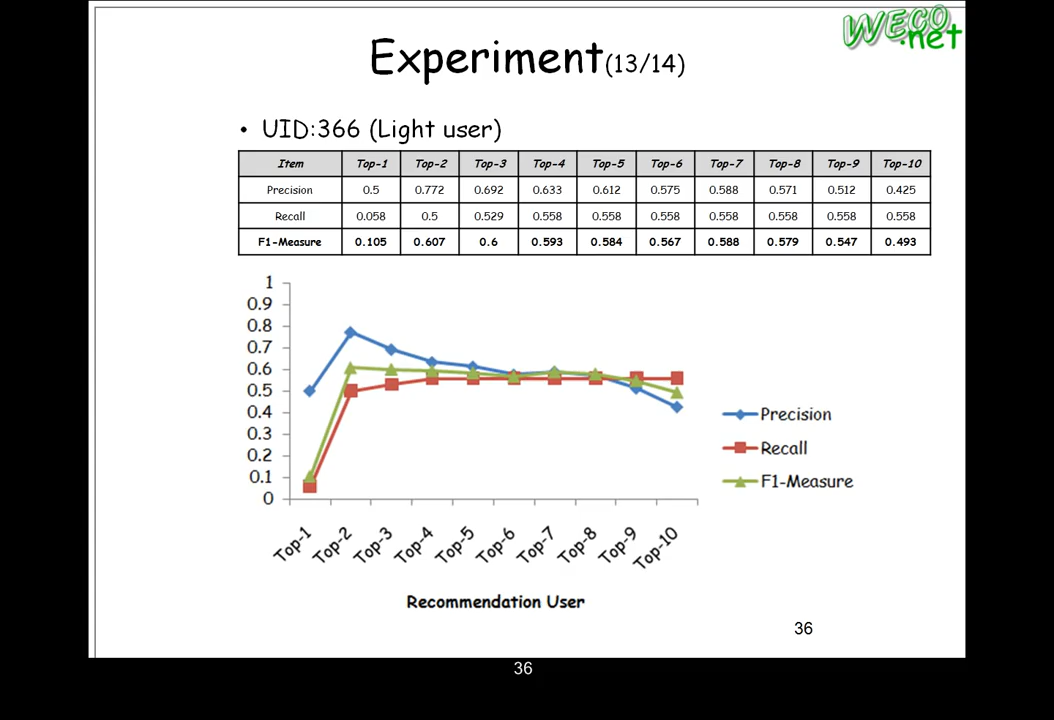 WECO
.net
Experiment(13/14)
• UID:366 (Light user)
Item Top-1 Top-2 Top-3 Top-4 Top-5 Top-6 Top-7 Top-8 Top-9 Top-10
Precision 0.5 0.772 0.692 0.633 0.612 0.575 0.588 0.571 0.512 0.425
Recall 0.058 0.5 0.529 0.558 0.558 0.558 0.558 0.558 0.558 0.558
F1-Measure 0.105 0.607 0.6 0.593 0.584 0.567 0.588 0.579 0.547 0.493
1
0.9
0.8
0.7
0.6
0.5
0.4
0.3
0.2
0.1
0
Precision
Recall
F1-Measure
Top-1 Top-2 Top-3 Top-4 Top-5 Top-6 Top-7 Top-8 Top-9 Top-10
Recommendation User
36
36